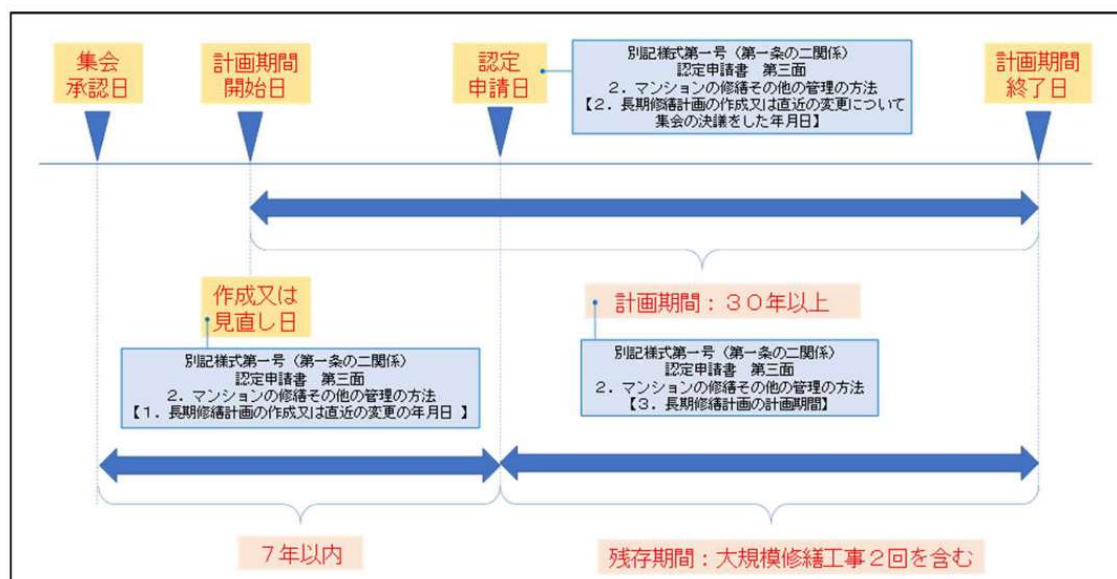 集会
承認日
計画期間
開始日
認定
申請日
別記様式第一号（第一条の二関係）
認定申請書　第三面
２．マンションの修繕その他の管理の方法
【２．長期修繕計画の作成又は直近の変更について
集会の決議をした年月日】
計画期間
終了日
作成又は
見直し日
別記様式第一号（第一条の二関係）
認定申請書　第三面
２．マンションの修繕その他の管理の方法
【１．長期修繕計画の作成又は直近の変更の年月日 】
計画期間：３０年以上
別記様式第一号（第一条の二関係）
認定申請書　第三面
２．マンションの修繕その他の管理の方法
【３．長期修繕計画の計画期間】
７年以内
残存期間：大規模修繕工事２回を含む